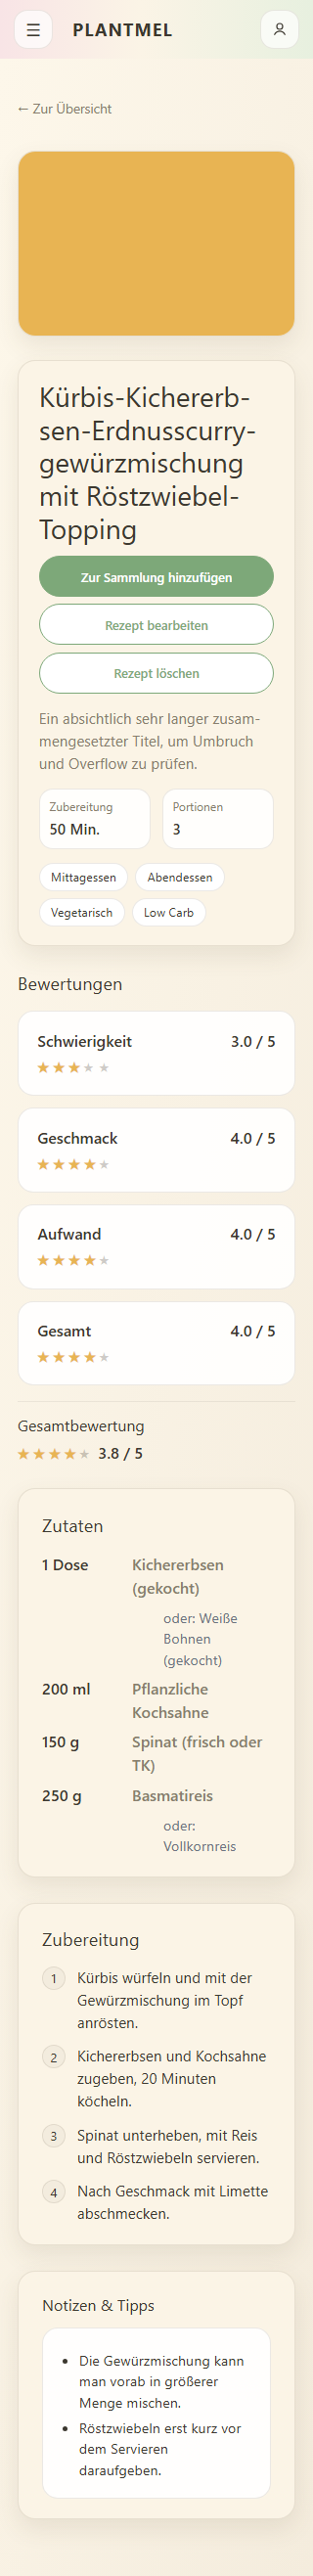 ☰ PLANTMEL
← Zur Übersicht
Kürbis-Kichererb-
sen-Erdnusscurry-
gewürzmischung
mit Röstzwiebel-
Topping
Zur Sammlung hinzufügen
Rezept bearbeiten
Rezept löschen
Ein absichtlich sehr langer zusam-
mengesetzter Titel, um Umbruch
und Overflow zu prüfen.
Zubereitung
50 Min.
Portionen
3
Mittagessen Abendessen
Vegetarisch Low Carb
Bewertungen
Schwierigkeit 3.0 / 5
★★★★★
Geschmack 4.0 / 5
★★★★★
Aufwand 4.0 / 5
★★★★★
Gesamt 4.0 / 5
★★★★★
Gesamtbewertung
★★★★★ 3.8 / 5
Zutaten
1 Dose Kichererbsen
(gekocht)
oder: Weiße
Bohnen
(gekocht)
200 ml Pflanzliche
Kochsahne
150 g Spinat (frisch oder
TK)
250 g Basmatireis
oder:
Vollkornreis
Zubereitung
1 Kürbis würfeln und mit der
Gewürzmischung im Topf
anrösten.
2 Kichererbsen und Kochsahne
zugeben, 20 Minuten
köcheln.
3 Spinat unterheben, mit Reis
und Röstzwiebeln servieren.
4 Nach Geschmack mit Limette
abschmecken.
Notizen & Tipps
• Die Gewürzmischung kann
man vorab in größerer
Menge mischen.
• Röstzwiebeln erst kurz vor
dem Servieren
daraufgeben.